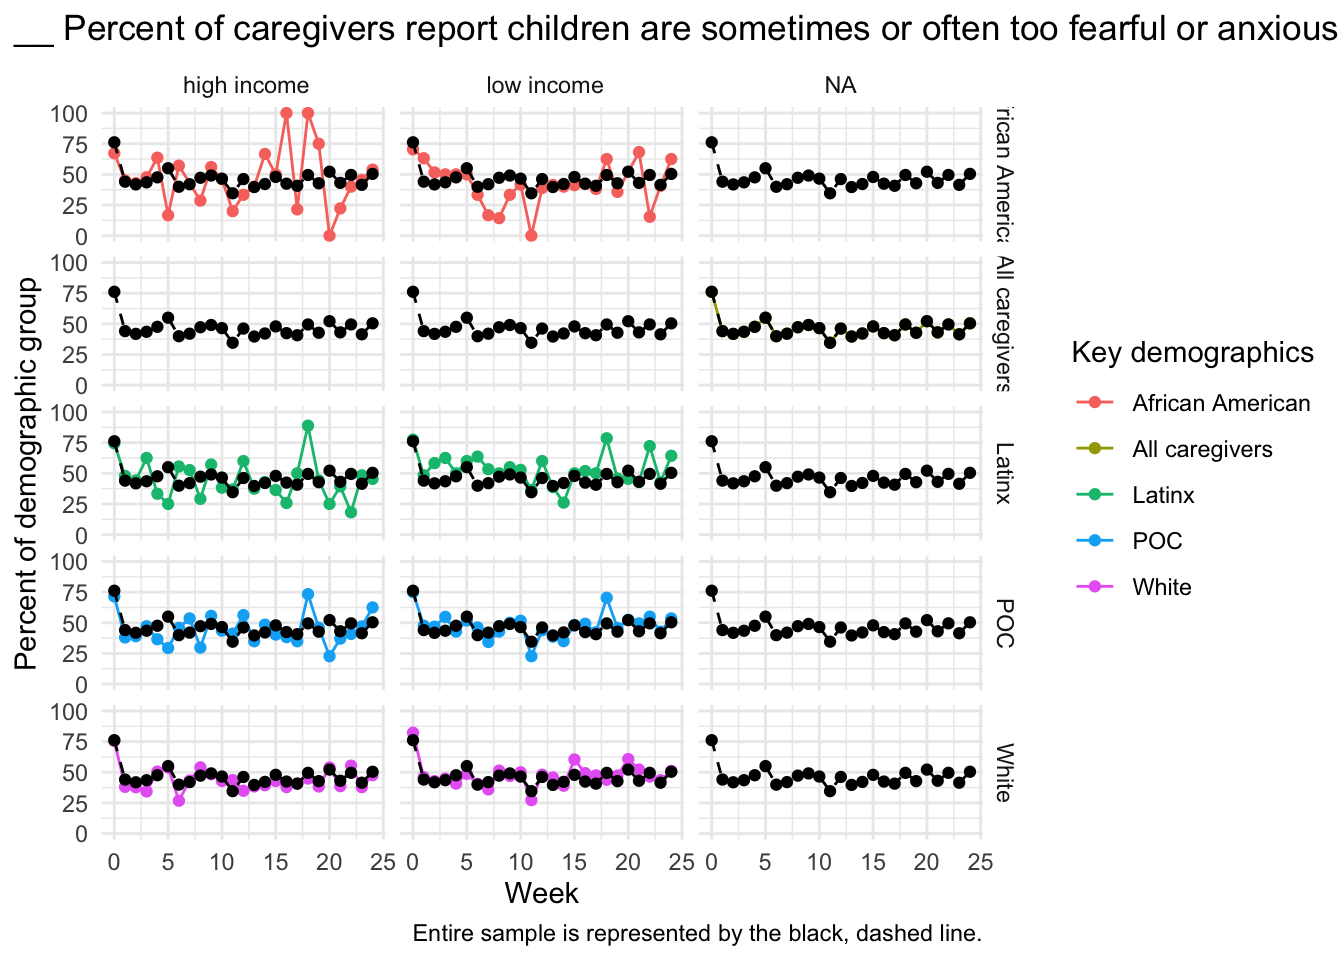 __ Percent of caregivers report children are sometimes or often too fearful or anxious
high income low income NA
100
75
50
25
0
rican America
100
75
50
25
0
All caregivers
100
75
50
25
0
Latinx
100
75
50
25
0
POC
100
75
50
25
0
White
Percent of demographic group
0 5 10 15 20 25 0 5 10 15 20 25 0 5 10 15 20 25
Week
Entire sample is represented by the black, dashed line.
Key demographics
African American
All caregivers
Latinx
POC
White